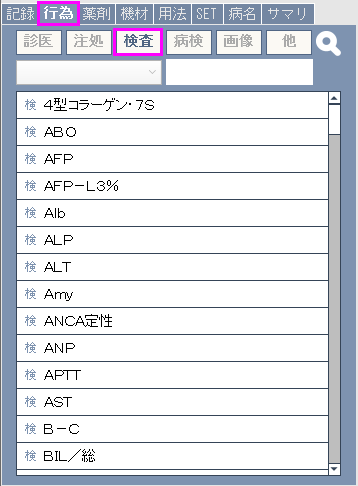 記録 行為 薬剤 機材 用法 SET 病名 サマリ
診医 注処 検査 病検 画像 他
検 4型コラーゲン・7S
検 ABO
検 AFP
検 AFP－L3％
検 Alb
検 ALP
検 ALT
検 Amy
検 ANCA定性
検 ANP
検 APTT
検 AST
検 B－C
検 BIL／総